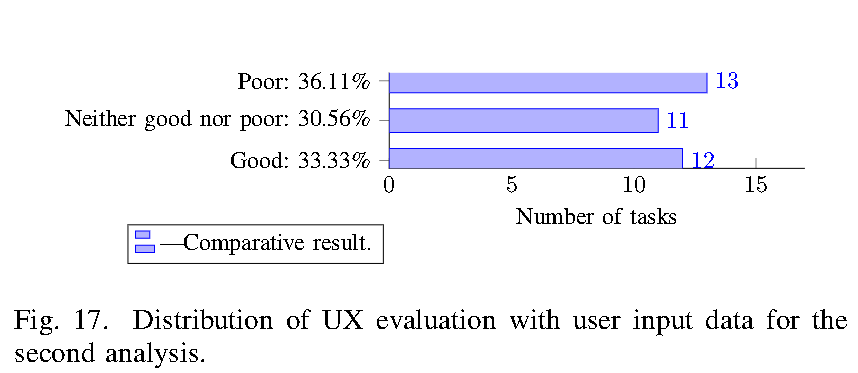 Poor: 36.11% 13
Neither good nor poor: 30.56% 11
Good: 33.33% 12
0 5 10 15
Number of tasks
—Comparative result.
Fig. 17. Distribution of UX evaluation with user input data for the
second analysis.